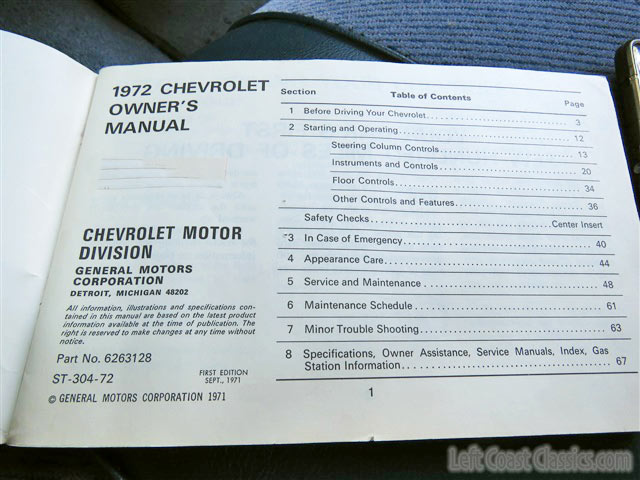 1972 CHEVROLET
OWNER'S
MANUAL
CHEVROLET MOTOR
DIVISION
GENERAL MOTORS
CORPORATION
DETROIT, MICHIGAN 48202
All information, illustrations and specifications con-
tained in this manual are based on the latest product
information available at the time of publication. The
right is reserved to make changes at any time without
notice.
Part No. 6263128
ST-304-72
FIRST EDITION
SEPT., 1971
© GENERAL MOTORS CORPORATION 1971
Section Table of Contents Page
1 Before Driving Your Chevrolet 3
2 Starting and Operating 12
Steering Column Controls 13
Instruments and Controls 20
Floor Controls 34
Other Controls and Features 36
Safety Checks Center Insert
3 In Case of Emergency 40
4 Appearance Care 44
5 Service and Maintenance 48
6 Maintenance Schedule 61
7 Minor Trouble Shooting 63
8 Specifications, Owner Assistance, Service Manuals, Index, Gas
Station Information 67
1
Left Coast Classics.com